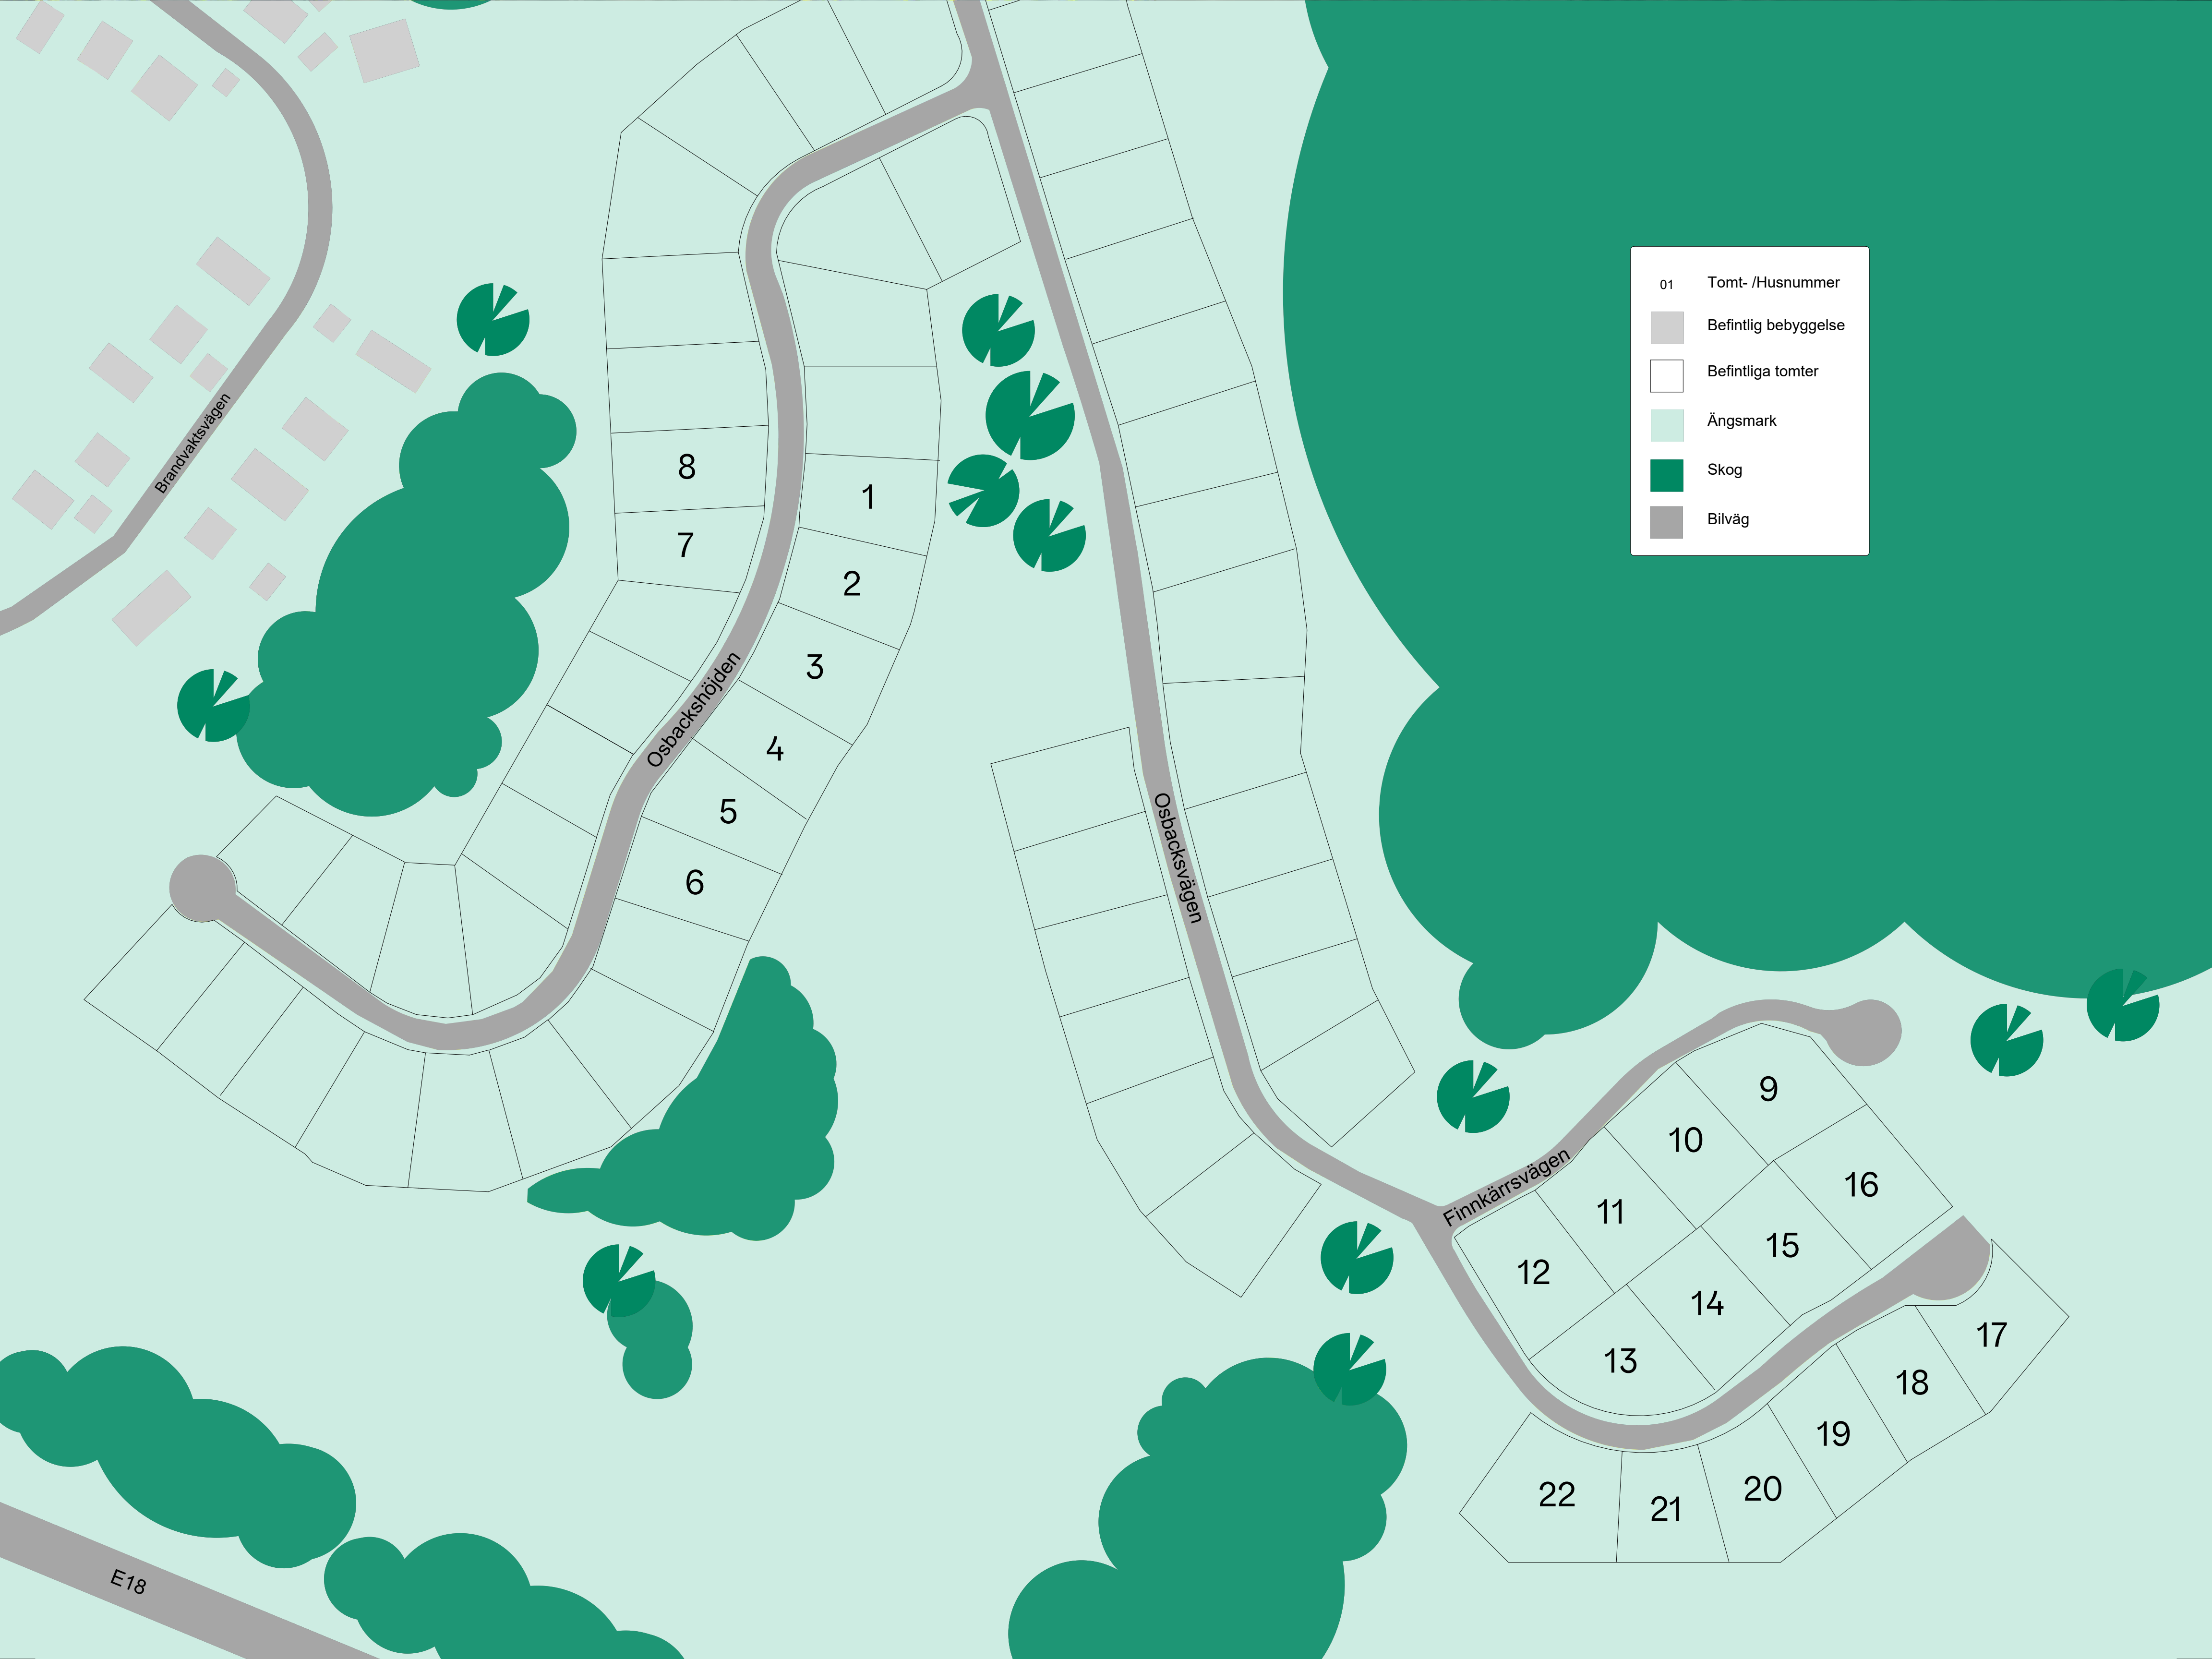 01 Tomt- /Husnummer
Befintlig bebyggelse
Befintliga tomter
Ängsmark
Skog
Bilväg
Brandvaktsvägen
8
1
7
2
3
Osbackshöjden
4
5
6
Osbacksvägen
9
10
16
Finnkärrsvägen
11
15
12
14
17
13
18
19
20
22
21
E18